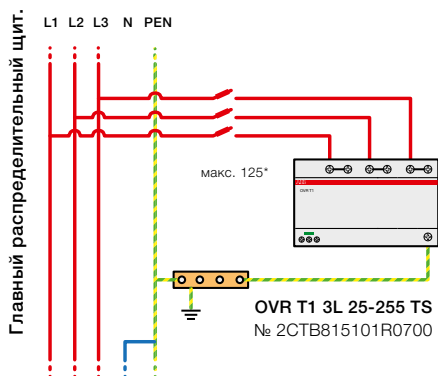 Главный распределительный щит.
L1 L2 L3 N PEN
макс. 125*
OVR T1
OVR T1 3L 25-255 TS
№ 2CTB815101R0700